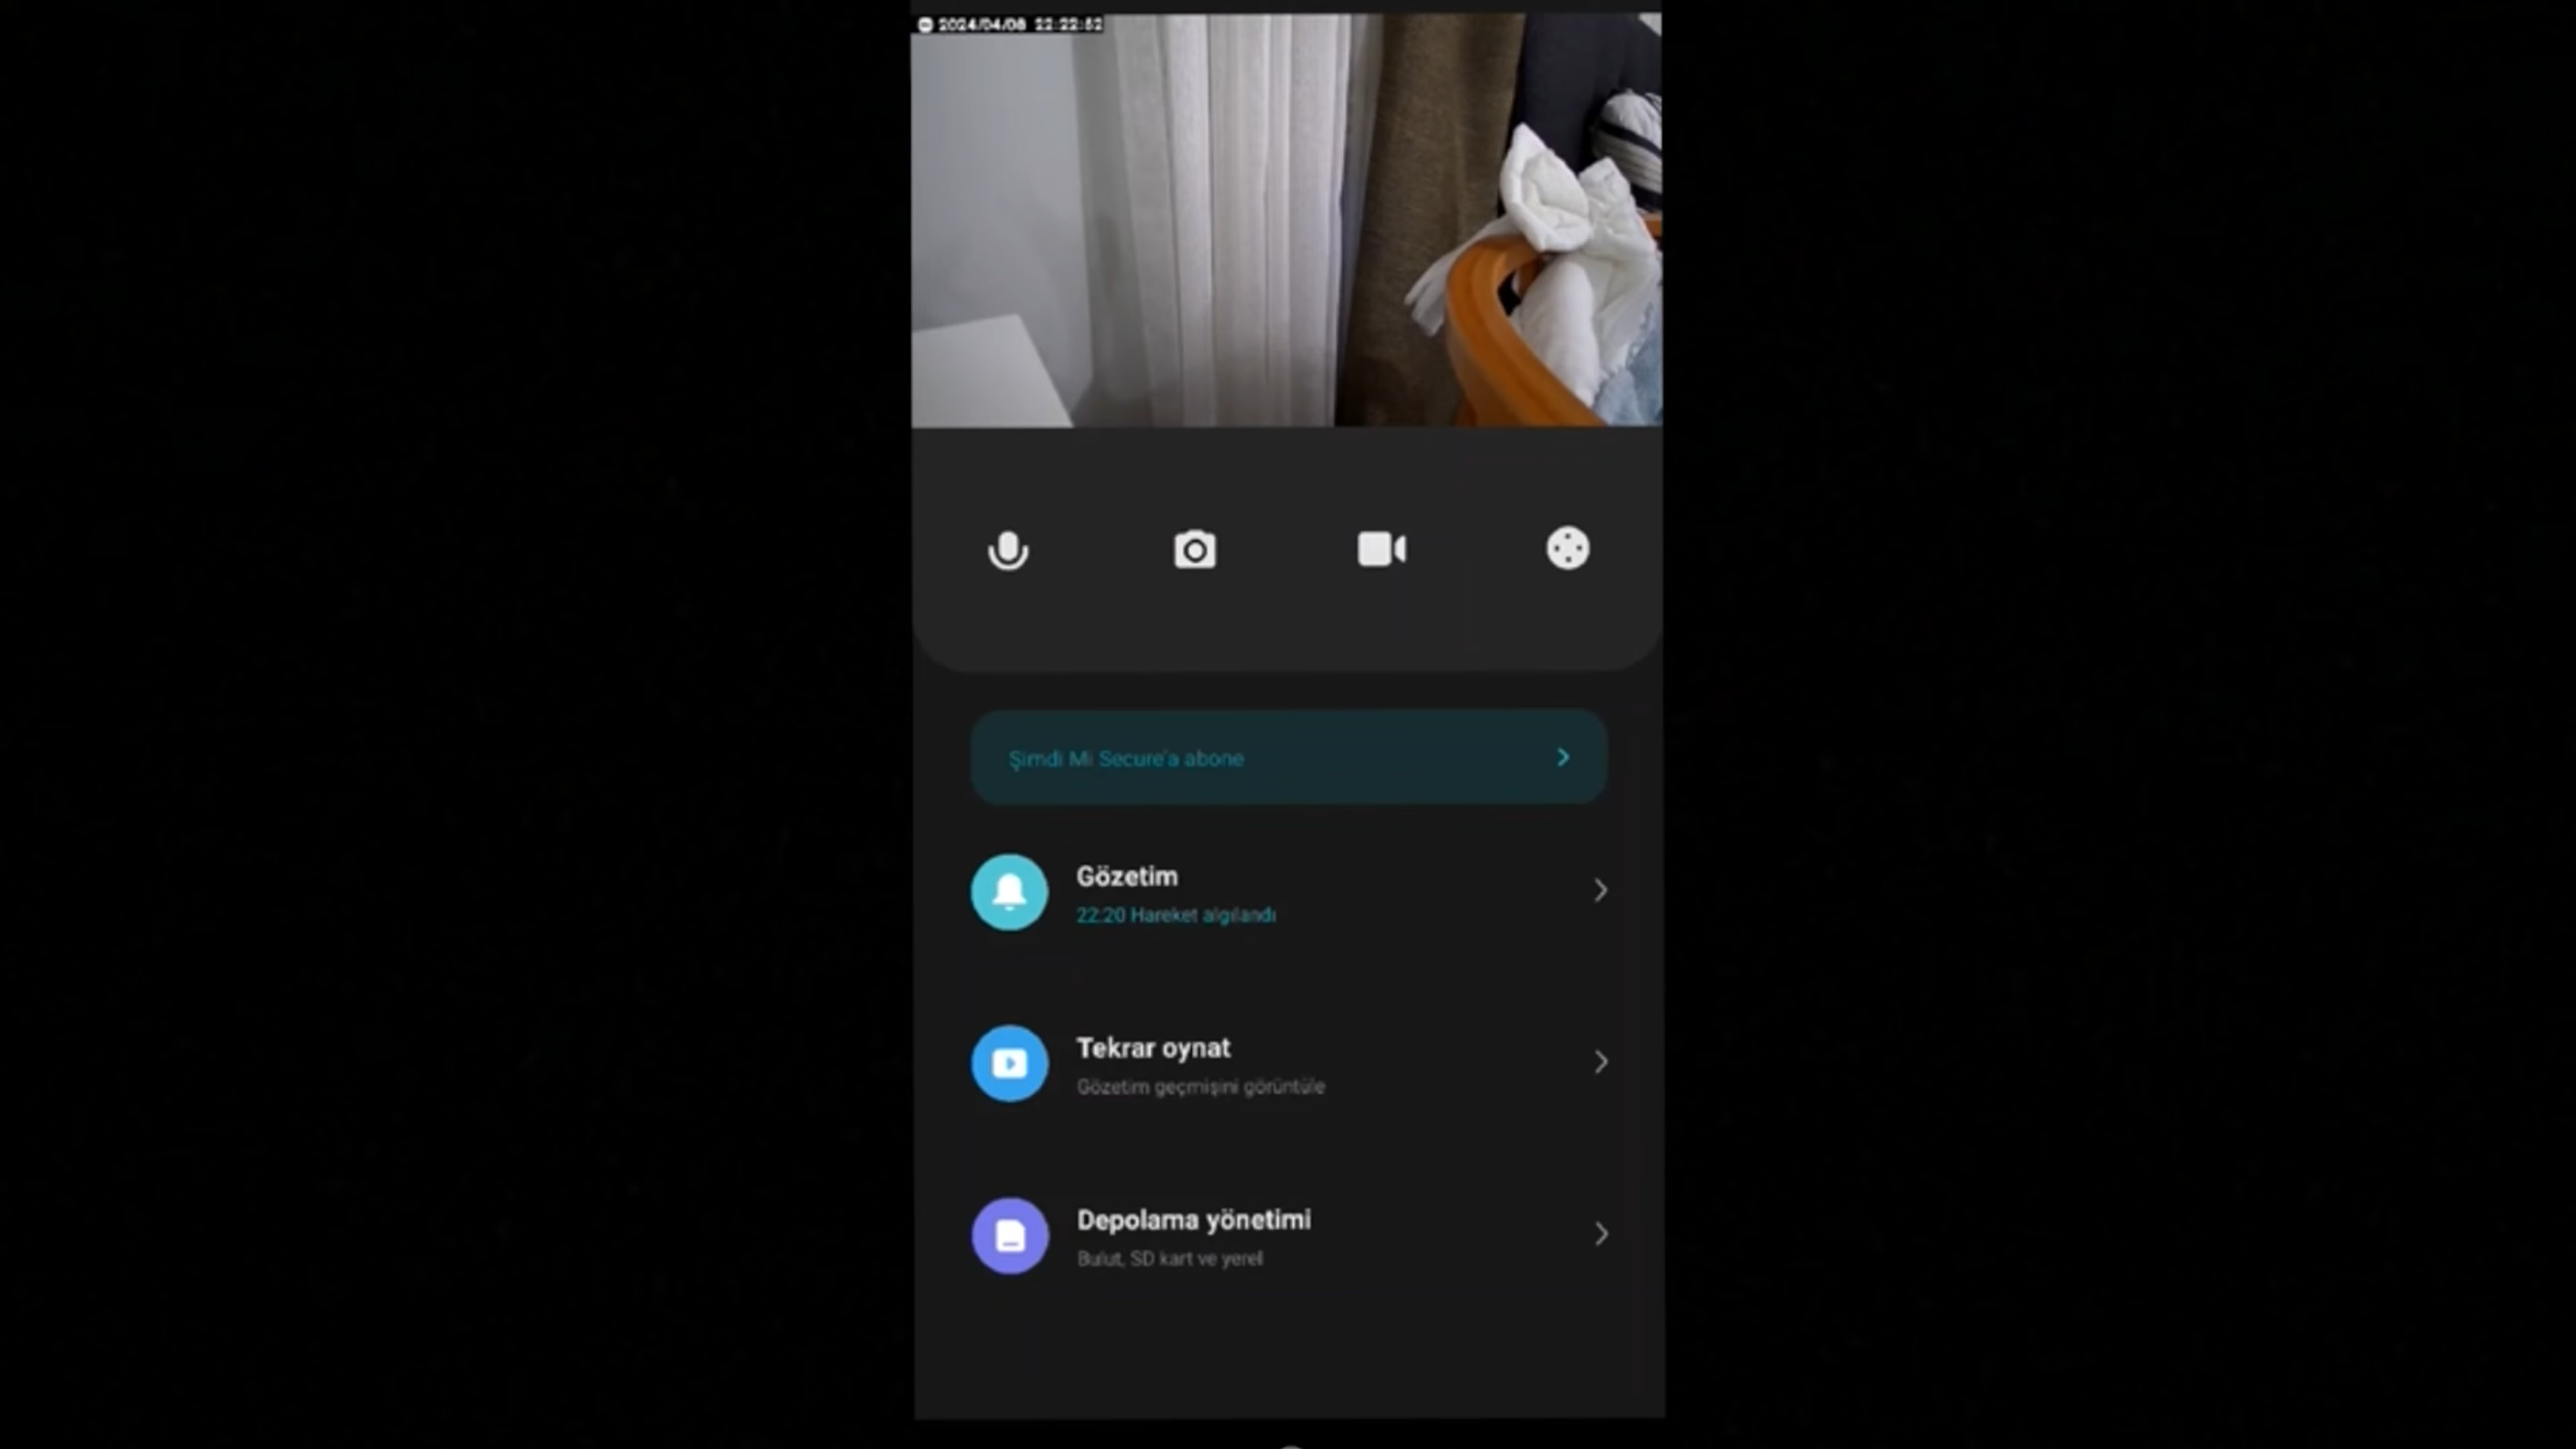 2024/04/08 22:22:52
Şimdi Mi Secure'a abone
Gözetim
22:20 Hareket algılandı
Tekrar oynat
Gözetim geçmişini görüntüle
Depolama yönetimi
Bulut, SD kart ve yerel